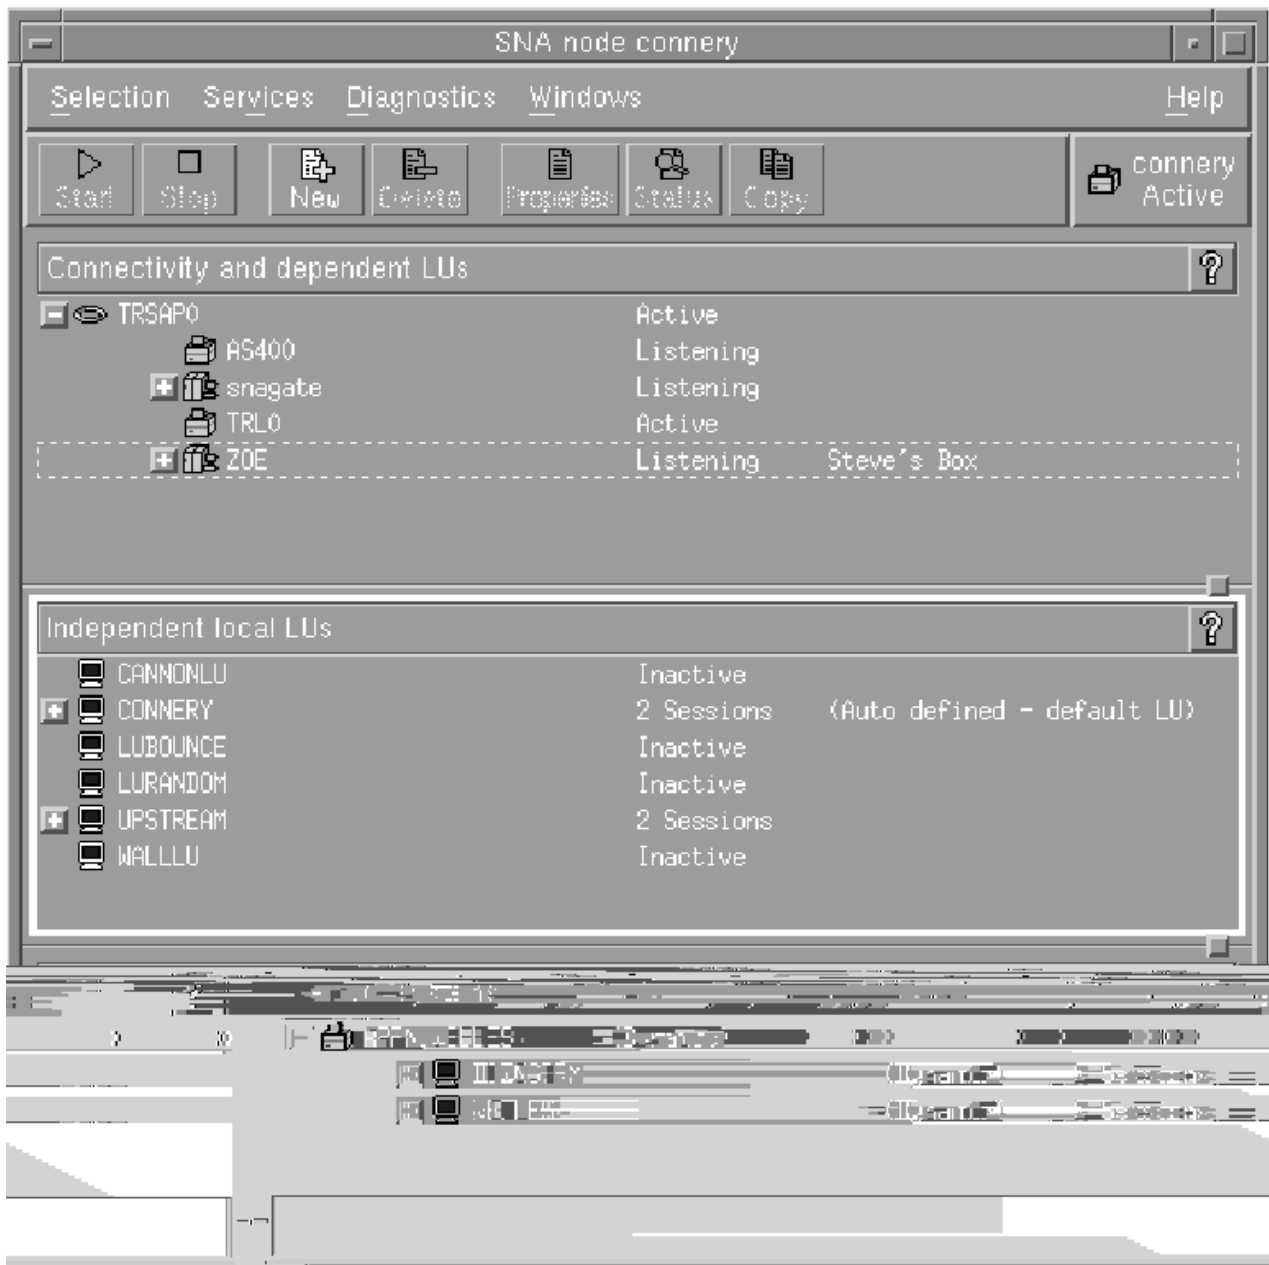 SNA node connery
Selection Services Diagnostics Windows Help
Start Stop New Delete Properties Status Copy connery Active
Connectivity and dependent LUs ?
TRSAP0 Active
AS400 Listening
snagate Listening
TRL0 Active
ZOE Listening Steve's Box
Independent local LUs ?
CANNONLU Inactive
CONNERY 2 Sessions (Auto defined - default LU)
LUBOUNCE Inactive
LURANDOM Inactive
UPSTREAM 2 Sessions
WALLLU Inactive